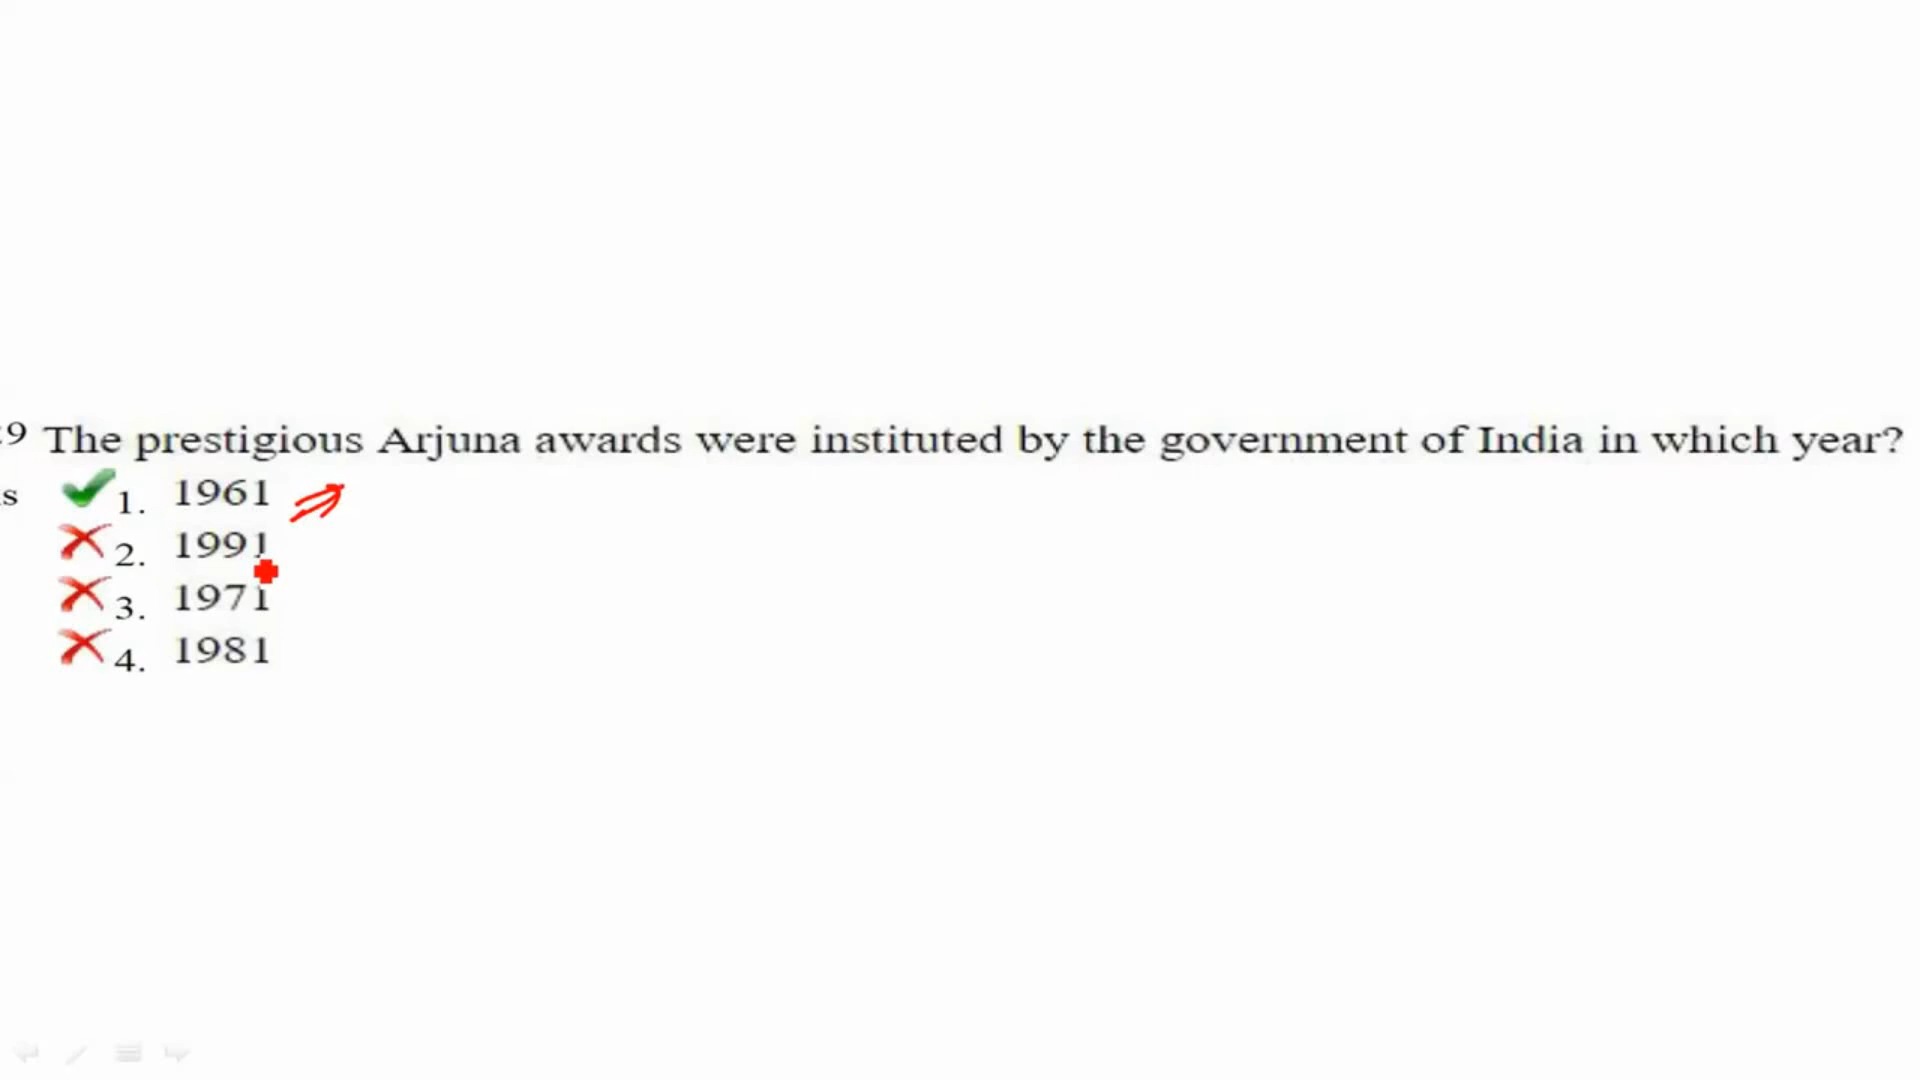 9 The prestigious Arjuna awards were instituted by the government of India in which year?
s 1. 1961
2. 1991
3. 1971
4. 1981